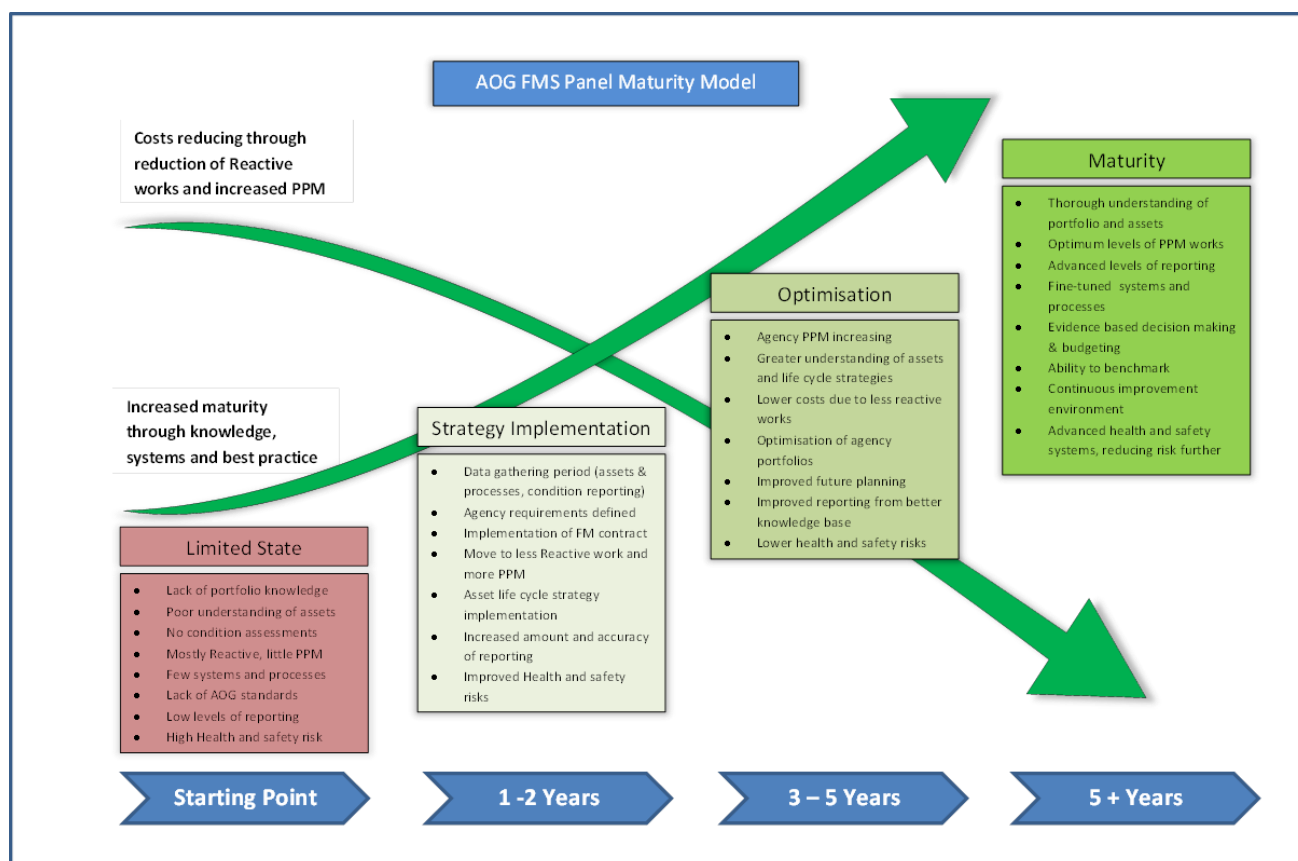 AOG FMS Panel Maturity Model
Costs reducing through
reduction of Reactive
works and increased PPM
Increased maturity
through knowledge,
systems and best practice
Limited State
• Lack of portfolio knowledge
• Poor understanding of assets
• No condition assessments
• Mostly Reactive, little PPM
• Few systems and processes
• Lack of AOG standards
• Low levels of reporting
• High Health and safety risk
Strategy Implementation
• Data gathering period (assets &
processes, condition reporting)
• Agency requirements defined
• Implementation of FM contract
• Move to less Reactive work and
more PPM
• Asset life cycle strategy
implementation
• Increased amount and accuracy
of reporting
• Improved Health and safety
risks
Optimisation
• Agency PPM increasing
• Greater understanding of assets
and life cycle strategies
• Lower costs due to less reactive
works
• Optimisation of agency
portfolios
• Improved future planning
• Improved reporting from better
knowledge base
• Lower health and safety risks
Maturity
• Thorough understanding of
portfolio and assets
• Optimum levels of PPM works
• Advanced levels of reporting
• Fine-tuned systems and
processes
• Evidence based decision making
& budgeting
• Ability to benchmark
• Continuous improvement
environment
• Advanced health and safety
systems, reducing risk further
Starting Point
1 -2 Years
3 – 5 Years
5 + Years